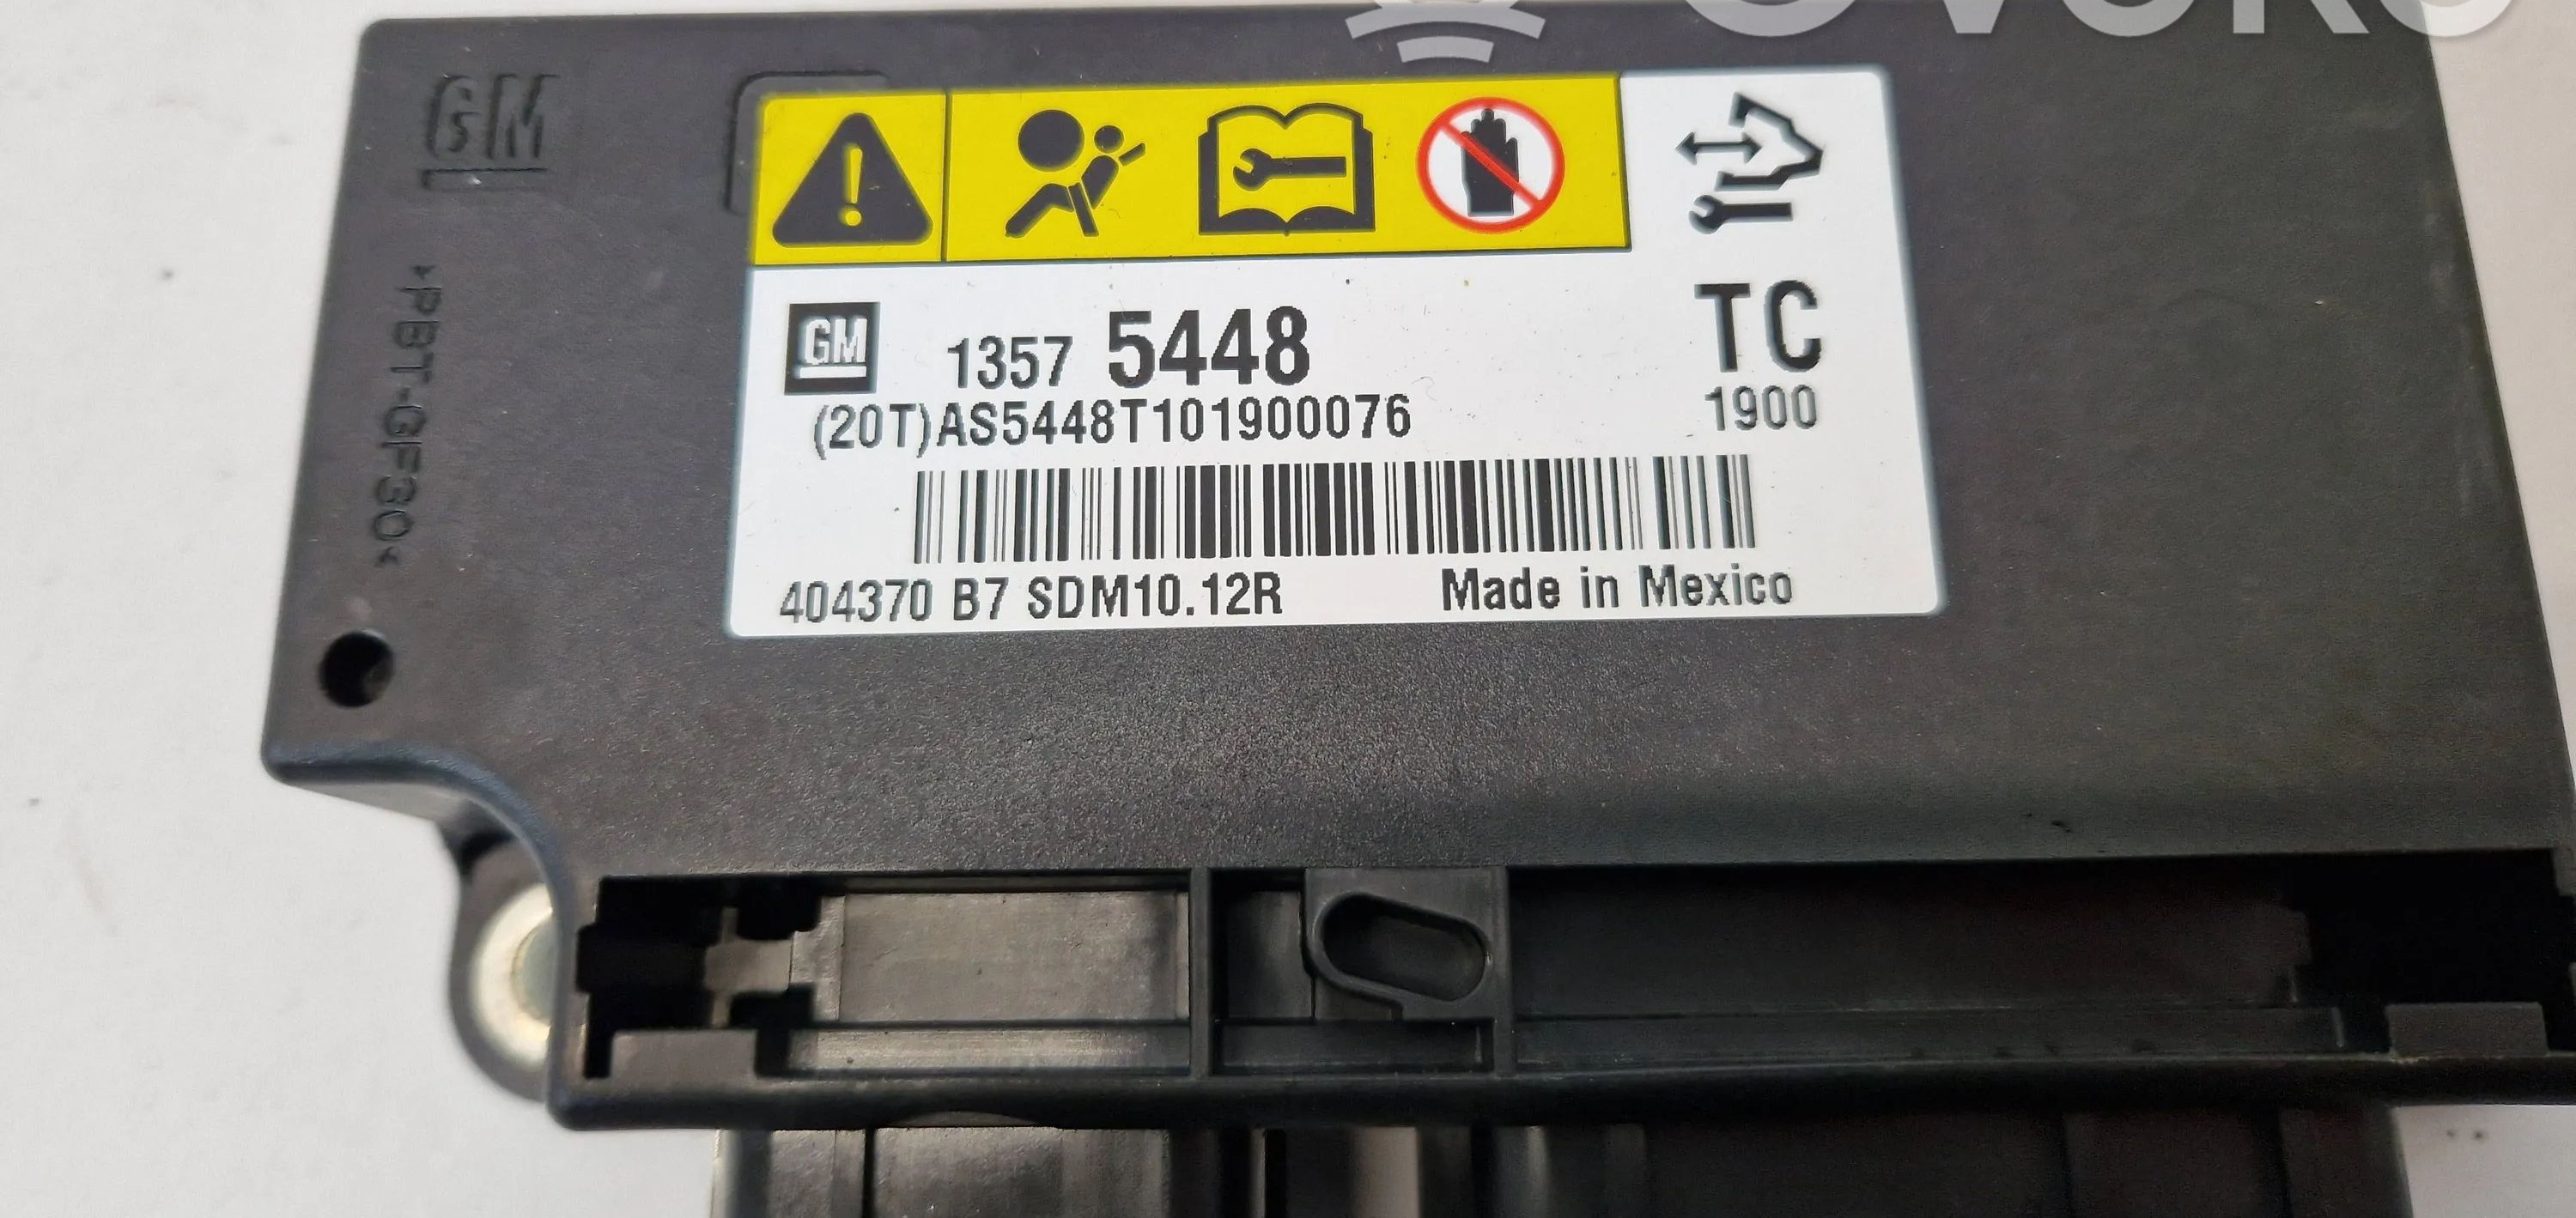 GM
>PBT-GF30<
GM 1357 5448
TC
(20T)AS5448T101900076
1900
404370 B7 SDM10.12R
Made in Mexico